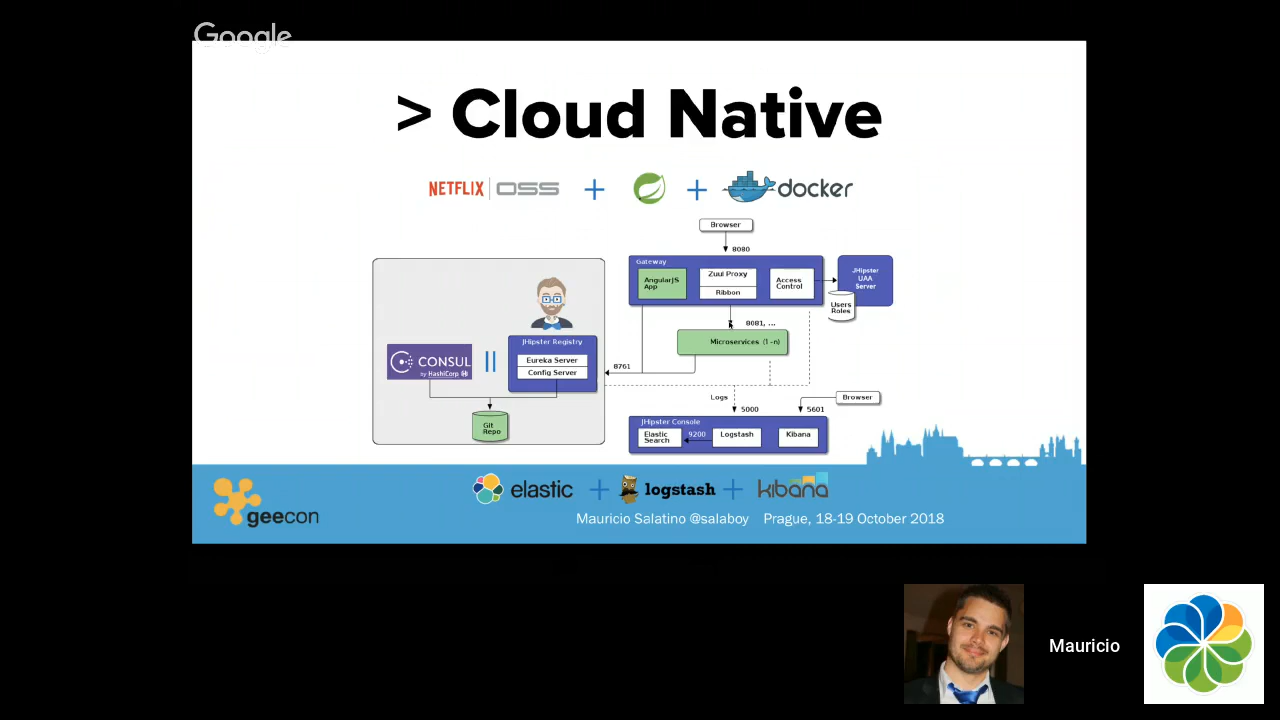 Google
> Cloud Native
NETFLIX | OSS + + docker
Browser
8080
Gateway
AngularJS App
Zuul Proxy
Ribbon
Access Control
JHipster UAA Server
Users Roles
8081, ...
Microservices (1-n)
CONSUL
by HashiCorp
JHipster Registry
Eureka Server
Config Server
8761
Git Repo
Logs
5000
5601
Browser
JHipster Console
Elastic Search
9200
Logstash
Kibana
elastic + logstash + kibana
geecon
Mauricio Salatino @salaboy Prague, 18-19 October 2018
Mauricio